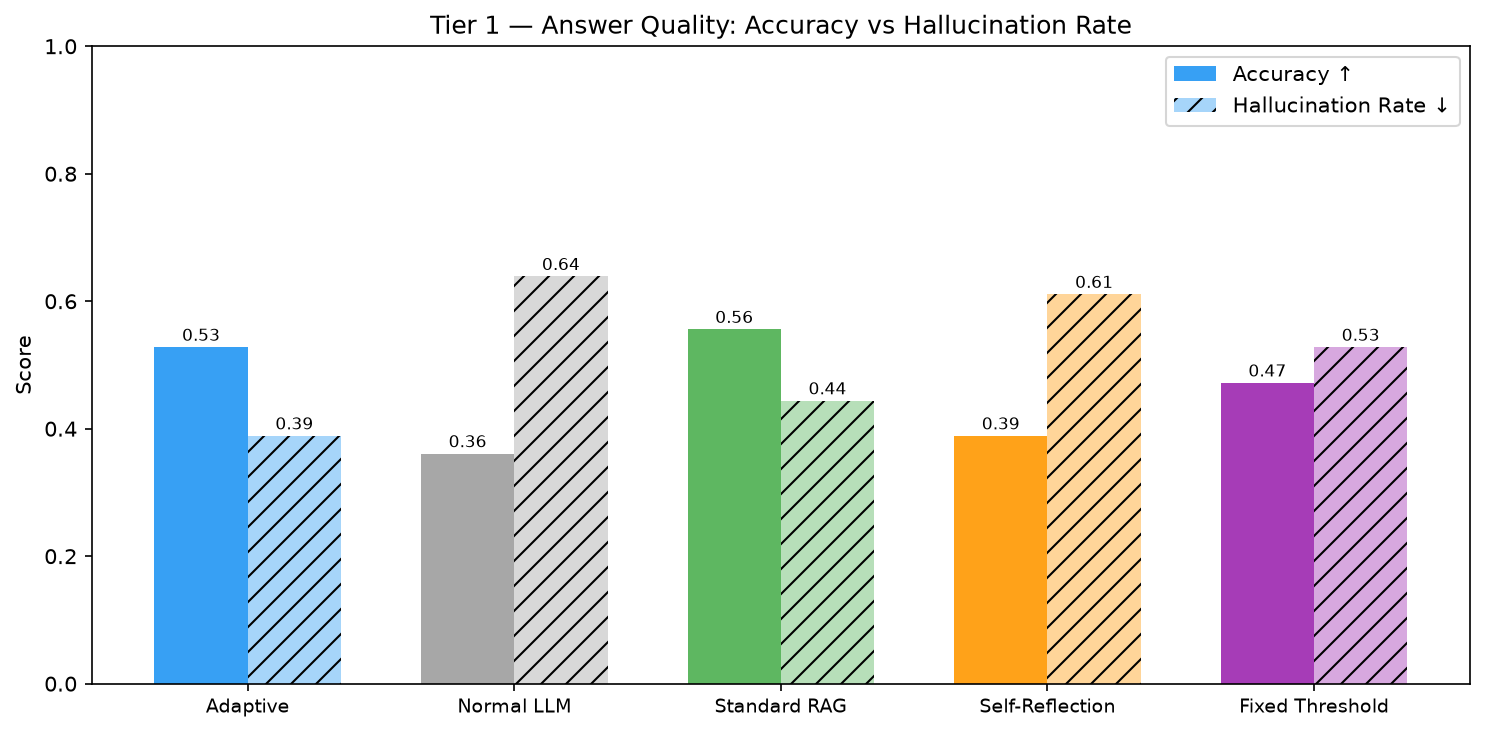 Tier 1 — Answer Quality: Accuracy vs Hallucination Rate
Accuracy ↑
Hallucination Rate ↓
Score
1.0
0.8
0.6
0.4
0.2
0.0
0.53
0.39
0.36
0.64
0.56
0.44
0.39
0.61
0.47
0.53
Adaptive
Normal LLM
Standard RAG
Self-Reflection
Fixed Threshold